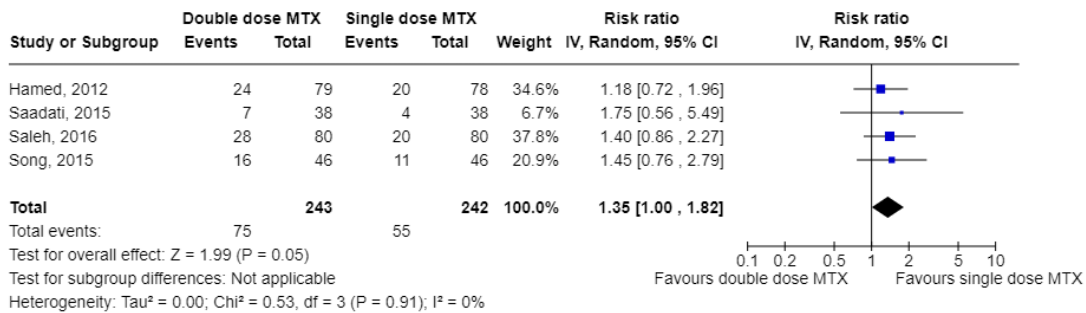 Double dose MTX Single dose MTX Risk ratio Risk ratio
Study or Subgroup Events Total Events Total Weight IV, Random, 95% CI IV, Random, 95% CI
Hamed, 2012 24 79 20 78 34.6% 1.18 [0.72 , 1.96]
Saadati, 2015 7 38 4 38 6.7% 1.75 [0.56 , 5.49]
Saleh, 2016 28 80 20 80 37.8% 1.40 [0.86 , 2.27]
Song, 2015 16 46 11 46 20.9% 1.45 [0.76 , 2.79]
Total 243 242 100.0% 1.35 [1.00 , 1.82]
Total events: 75 55
Test for overall effect: Z = 1.99 (P = 0.05) 0.1 0.2 0.5 1 2 5 10
Test for subgroup differences: Not applicable Favours double dose MTX Favours single dose MTX
Heterogeneity: Tau² = 0.00; Chi² = 0.53, df = 3 (P = 0.91); I² = 0%